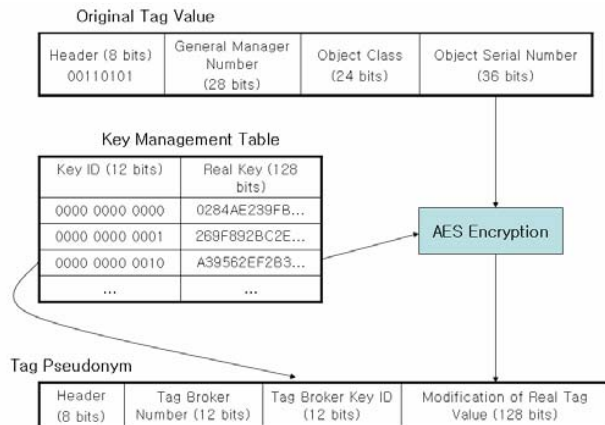 Original Tag Value
Header (8 bits)
00110101
General Manager
Number
(28 bits)
Object Class
(24 bits)
Object Serial Number
(36 bits)
Key Management Table
Key ID (12 bits)
Real Key (128
bits)
0000 0000 0000
0284AE239FB...
0000 0000 0001
269F892BC2E...
0000 0000 0010
A39562EF2B3...
...
...
AES Encryption
Tag Pseudonym
Header
(8 bits)
Tag Broker
Number (12 bits)
Tag Broker Key ID
(12 bits)
Modification of Real Tag
Value (128 bits)